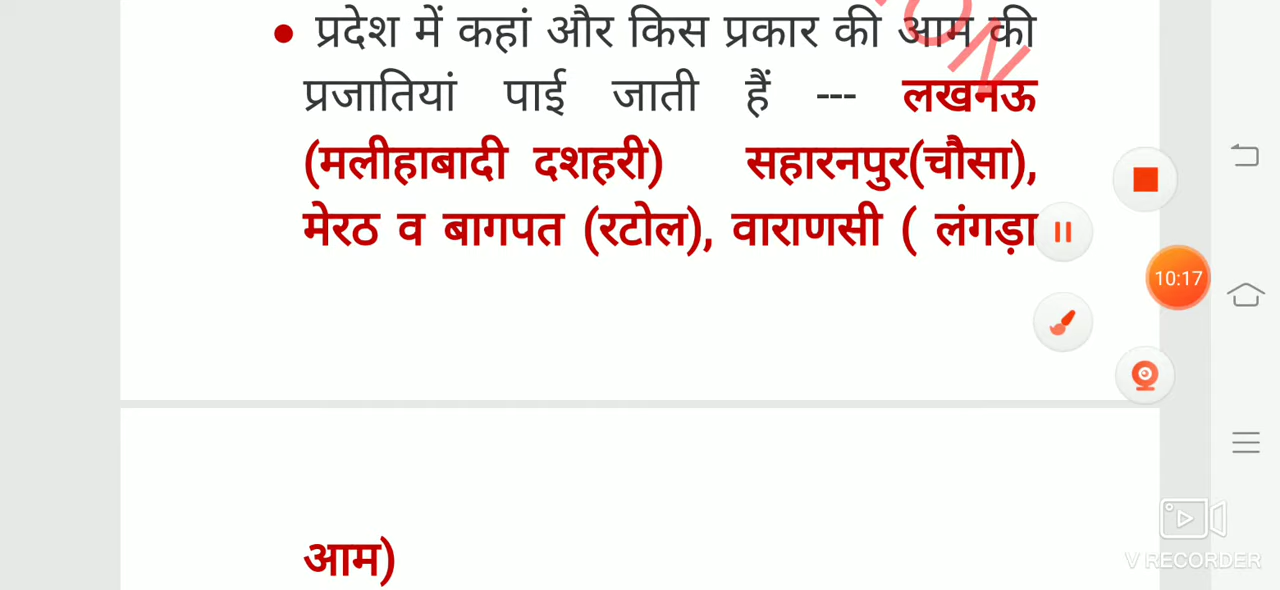 • प्रदेश में कहां और किस प्रकार की आम की
प्रजातियां पाई जाती हैं --- लखनऊ
(मलीहाबादी दशहरी) सहारनपुर(चौसा),
मेरठ व बागपत (रटोल), वाराणसी ( लंगड़ा
10:17
V RECORDER
आम)